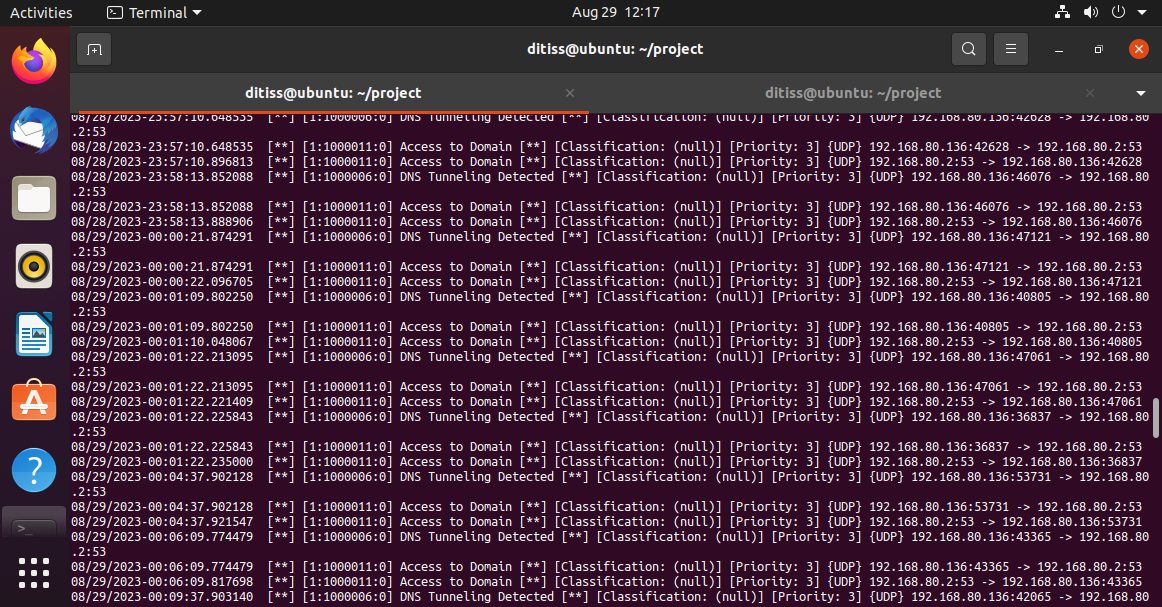 Activities
Terminal
Aug 29 12:17
ditiss@ubuntu: ~/project
ditiss@ubuntu: ~/project
ditiss@ubuntu: ~/project
08/28/2023-23:57:10.648535  [**] [1:1000006:0] DNS Tunneling Detected [**] [Classification: (null)] [Priority: 3] {UDP} 192.168.80.136:42628 -> 192.168.80
.2:53
08/28/2023-23:57:10.648535  [**] [1:1000011:0] Access to Domain [**] [Classification: (null)] [Priority: 3] {UDP} 192.168.80.136:42628 -> 192.168.80.2:53
08/28/2023-23:57:10.896813  [**] [1:1000011:0] Access to Domain [**] [Classification: (null)] [Priority: 3] {UDP} 192.168.80.2:53 -> 192.168.80.136:42628
08/28/2023-23:58:13.852088  [**] [1:1000006:0] DNS Tunneling Detected [**] [Classification: (null)] [Priority: 3] {UDP} 192.168.80.136:46076 -> 192.168.80
.2:53
08/28/2023-23:58:13.852088  [**] [1:1000011:0] Access to Domain [**] [Classification: (null)] [Priority: 3] {UDP} 192.168.80.136:46076 -> 192.168.80.2:53
08/28/2023-23:58:13.888906  [**] [1:1000011:0] Access to Domain [**] [Classification: (null)] [Priority: 3] {UDP} 192.168.80.2:53 -> 192.168.80.136:46076
08/29/2023-00:00:21.874291  [**] [1:1000006:0] DNS Tunneling Detected [**] [Classification: (null)] [Priority: 3] {UDP} 192.168.80.136:47121 -> 192.168.80
.2:53
08/29/2023-00:00:21.874291  [**] [1:1000011:0] Access to Domain [**] [Classification: (null)] [Priority: 3] {UDP} 192.168.80.136:47121 -> 192.168.80.2:53
08/29/2023-00:00:22.096705  [**] [1:1000011:0] Access to Domain [**] [Classification: (null)] [Priority: 3] {UDP} 192.168.80.2:53 -> 192.168.80.136:47121
08/29/2023-00:01:09.802250  [**] [1:1000006:0] DNS Tunneling Detected [**] [Classification: (null)] [Priority: 3] {UDP} 192.168.80.136:40805 -> 192.168.80
.2:53
08/29/2023-00:01:09.802250  [**] [1:1000011:0] Access to Domain [**] [Classification: (null)] [Priority: 3] {UDP} 192.168.80.136:40805 -> 192.168.80.2:53
08/29/2023-00:01:10.048067  [**] [1:1000011:0] Access to Domain [**] [Classification: (null)] [Priority: 3] {UDP} 192.168.80.2:53 -> 192.168.80.136:40805
08/29/2023-00:01:22.213095  [**] [1:1000006:0] DNS Tunneling Detected [**] [Classification: (null)] [Priority: 3] {UDP} 192.168.80.136:47061 -> 192.168.80
.2:53
08/29/2023-00:01:22.213095  [**] [1:1000011:0] Access to Domain [**] [Classification: (null)] [Priority: 3] {UDP} 192.168.80.136:47061 -> 192.168.80.2:53
08/29/2023-00:01:22.221409  [**] [1:1000011:0] Access to Domain [**] [Classification: (null)] [Priority: 3] {UDP} 192.168.80.2:53 -> 192.168.80.136:47061
08/29/2023-00:01:22.225843  [**] [1:1000006:0] DNS Tunneling Detected [**] [Classification: (null)] [Priority: 3] {UDP} 192.168.80.136:36837 -> 192.168.80
.2:53
08/29/2023-00:01:22.225843  [**] [1:1000011:0] Access to Domain [**] [Classification: (null)] [Priority: 3] {UDP} 192.168.80.136:36837 -> 192.168.80.2:53
08/29/2023-00:01:22.235000  [**] [1:1000011:0] Access to Domain [**] [Classification: (null)] [Priority: 3] {UDP} 192.168.80.2:53 -> 192.168.80.136:36837
08/29/2023-00:04:37.902128  [**] [1:1000006:0] DNS Tunneling Detected [**] [Classification: (null)] [Priority: 3] {UDP} 192.168.80.136:53731 -> 192.168.80
.2:53
08/29/2023-00:04:37.902128  [**] [1:1000011:0] Access to Domain [**] [Classification: (null)] [Priority: 3] {UDP} 192.168.80.136:53731 -> 192.168.80.2:53
08/29/2023-00:04:37.921547  [**] [1:1000011:0] Access to Domain [**] [Classification: (null)] [Priority: 3] {UDP} 192.168.80.2:53 -> 192.168.80.136:53731
08/29/2023-00:06:09.774479  [**] [1:1000006:0] DNS Tunneling Detected [**] [Classification: (null)] [Priority: 3] {UDP} 192.168.80.136:43365 -> 192.168.80
.2:53
08/29/2023-00:06:09.774479  [**] [1:1000011:0] Access to Domain [**] [Classification: (null)] [Priority: 3] {UDP} 192.168.80.136:43365 -> 192.168.80.2:53
08/29/2023-00:06:09.817698  [**] [1:1000011:0] Access to Domain [**] [Classification: (null)] [Priority: 3] {UDP} 192.168.80.2:53 -> 192.168.80.136:43365
08/29/2023-00:09:37.903140  [**] [1:1000006:0] DNS Tunneling Detected [**] [Classification: (null)] [Priority: 3] {UDP} 192.168.80.136:42065 -> 192.168.80